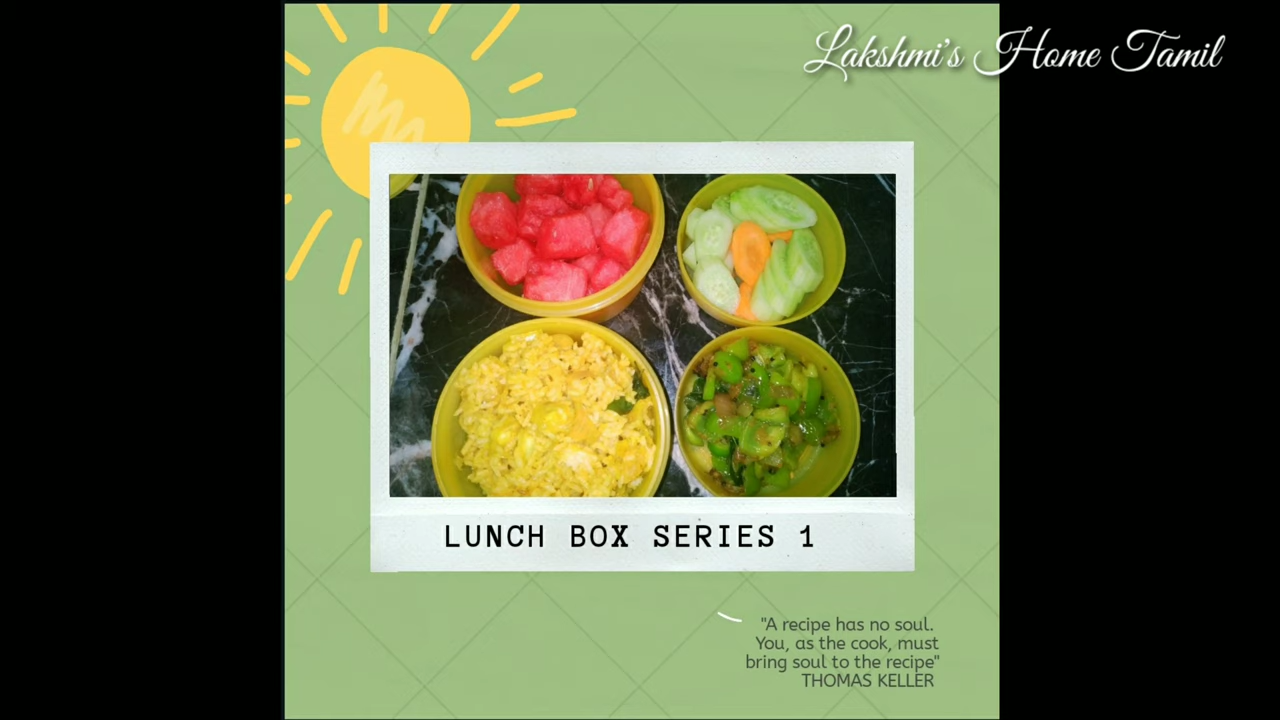 Lakshmi's Home Tamil
LUNCH BOX SERIES 1
"A recipe has no soul.
You, as the cook, must
bring soul to the recipe"
THOMAS KELLER